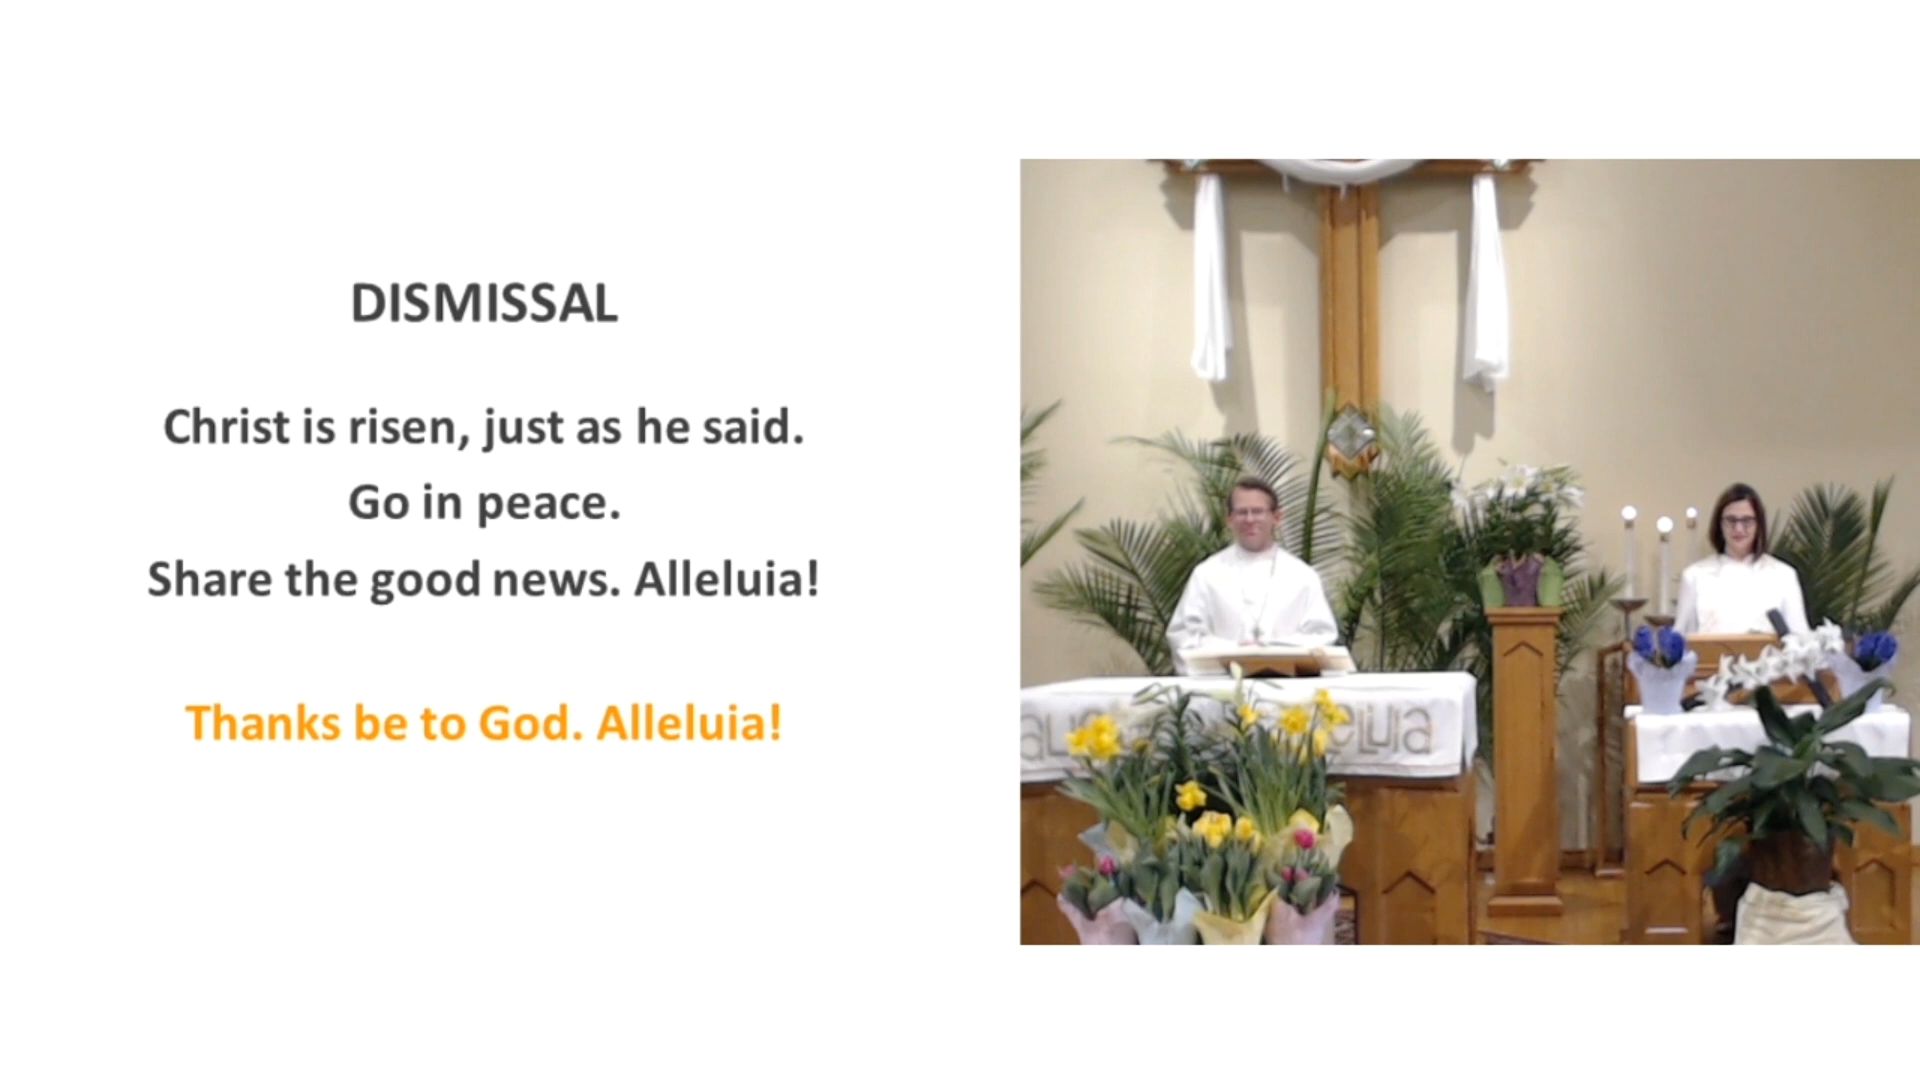 DISMISSAL
Christ is risen, just as he said.
Go in peace.
Share the good news. Alleluia!
Thanks be to God. Alleluia!